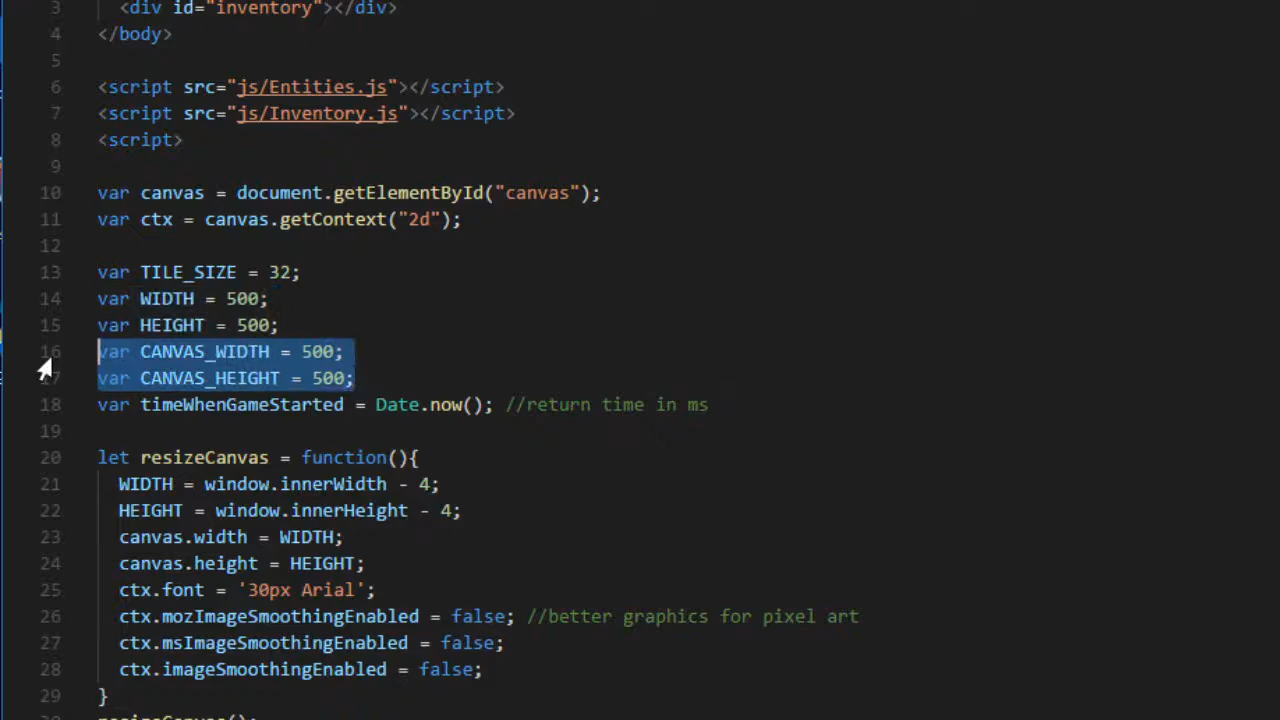 3 <div id="inventory"></div>
4 </body>
5
6 <script src="js/Entities.js"></script>
7 <script src="js/Inventory.js"></script>
8 <script>
9
10 var canvas = document.getElementById("canvas");
11 var ctx = canvas.getContext("2d");
12
13 var TILE_SIZE = 32;
14 var WIDTH = 500;
15 var HEIGHT = 500;
16 var CANVAS_WIDTH = 500;
17 var CANVAS_HEIGHT = 500;
18 var timeWhenGameStarted = Date.now(); //return time in ms
19
20 let resizeCanvas = function(){
21 WIDTH = window.innerWidth - 4;
22 HEIGHT = window.innerHeight - 4;
23 canvas.width = WIDTH;
24 canvas.height = HEIGHT;
25 ctx.font = '30px Arial';
26 ctx.mozImageSmoothingEnabled = false; //better graphics for pixel art
27 ctx.msImageSmoothingEnabled = false;
28 ctx.imageSmoothingEnabled = false;
29 }
30 resizeCanvas();